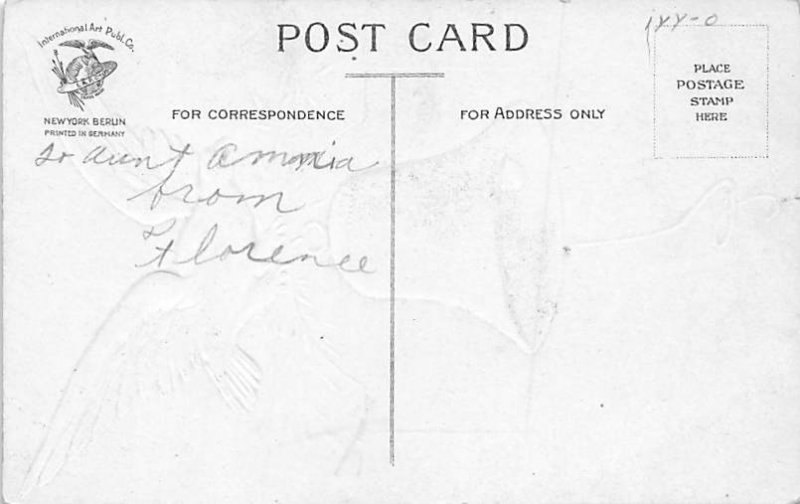 International Art Publ. Co.
POST CARD
NEW YORK BERLIN
PRINTED IN GERMANY
FOR CORRESPONDENCE
FOR ADDRESS ONLY
PLACE
POSTAGE
STAMP
HERE
To Aunt
from
Florence